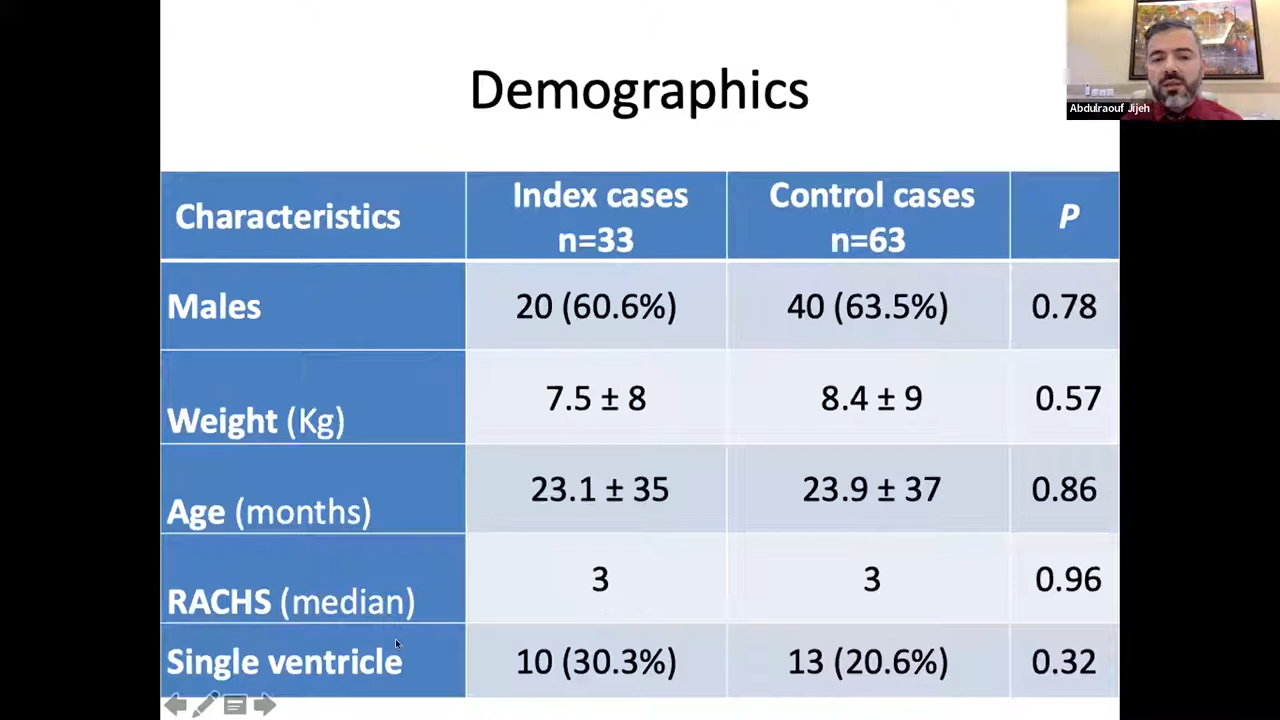 Demographics
Abdulraouf Jijeh
Characteristics
Index cases
n=33
Control cases
n=63
P
Males
20 (60.6%)
40 (63.5%)
0.78
Weight (Kg)
7.5 ± 8
8.4 ± 9
0.57
Age (months)
23.1 ± 35
23.9 ± 37
0.86
RACHS (median)
3
3
0.96
Single ventricle
10 (30.3%)
13 (20.6%)
0.32